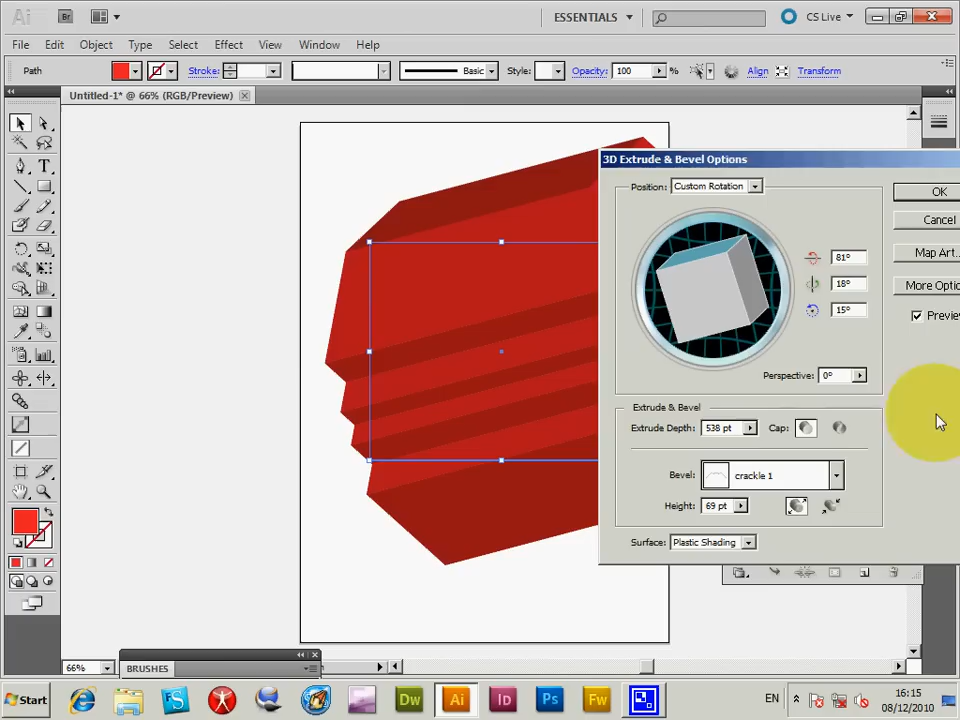 Ai Br ESSENTIALS CS Live
File Edit Object Type Select Effect View Window Help
Path Stroke: Basic Style: Opacity: 100 % Align Transform
Untitled-1* @ 66% (RGB/Preview)
3D Extrude & Bevel Options
Position: Custom Rotation OK
Cancel
81° Map Art...
18° More Optio
15° Preview
Perspective: 0°
Extrude & Bevel
Extrude Depth: 538 pt Cap:
Bevel: crackle 1
Height: 69 pt
Surface: Plastic Shading
66% BRUSHES
Start Dw Ai Id Ps Fw EN 16:15
08/12/2010